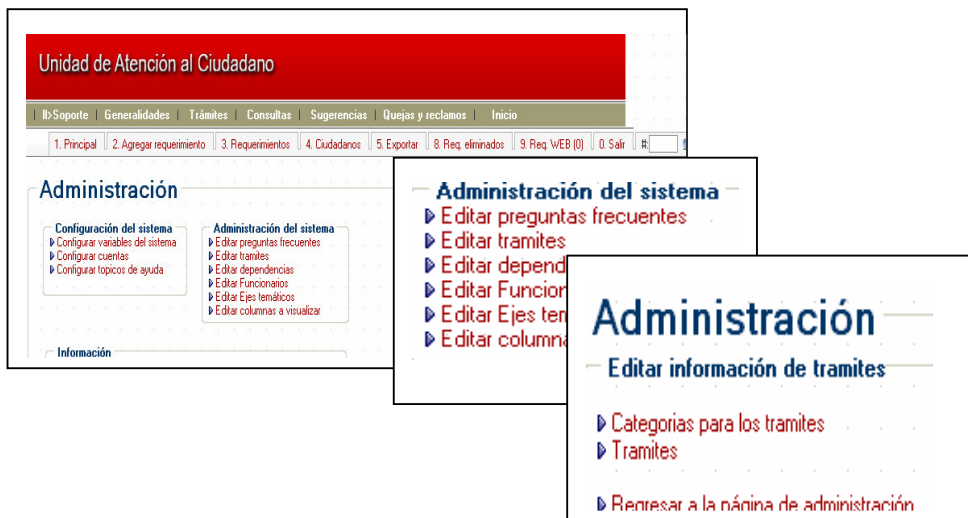 Unidad de Atención al Ciudadano
| II>Soporte | Generalidades | Trámites | Consultas | Sugerencias | Quejas y reclamos | Inicio
1. Principal 2. Agregar requerimiento 3. Requerimientos 4. Ciudadanos 5. Exportar 8. Req. eliminados 9. Req. WEB (0) 0. Salir #:
Administración
Configuración del sistema
Configurar variables del sistema
Configurar cuentas
Configurar topicos de ayuda
Administración del sistema
Editar preguntas frecuentes
Editar tramites
Editar dependencias
Editar Funcionarios
Editar Ejes temáticos
Editar columnas a visualizar
Información
Administración del sistema
Editar preguntas frecuentes
Editar tramites
Editar depend
Editar Funcion
Editar Ejes ten
Editar columna
Administración
Editar información de tramites
Categorias para los tramites
Tramites
Regresar a la página de administración